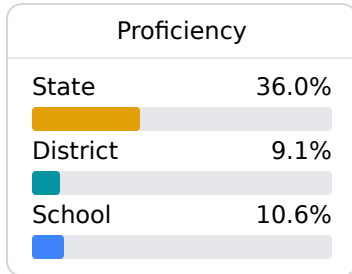 Proficiency
State 36.0%
District 9.1%
School 10.6%